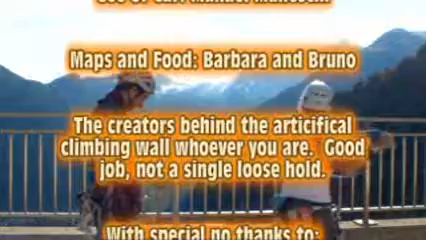 Maps and Food: Barbara and Bruno
The creators behind the articifical
climbing wall whoever you are. Good
job, not a single loose hold.
With special no thanks to: